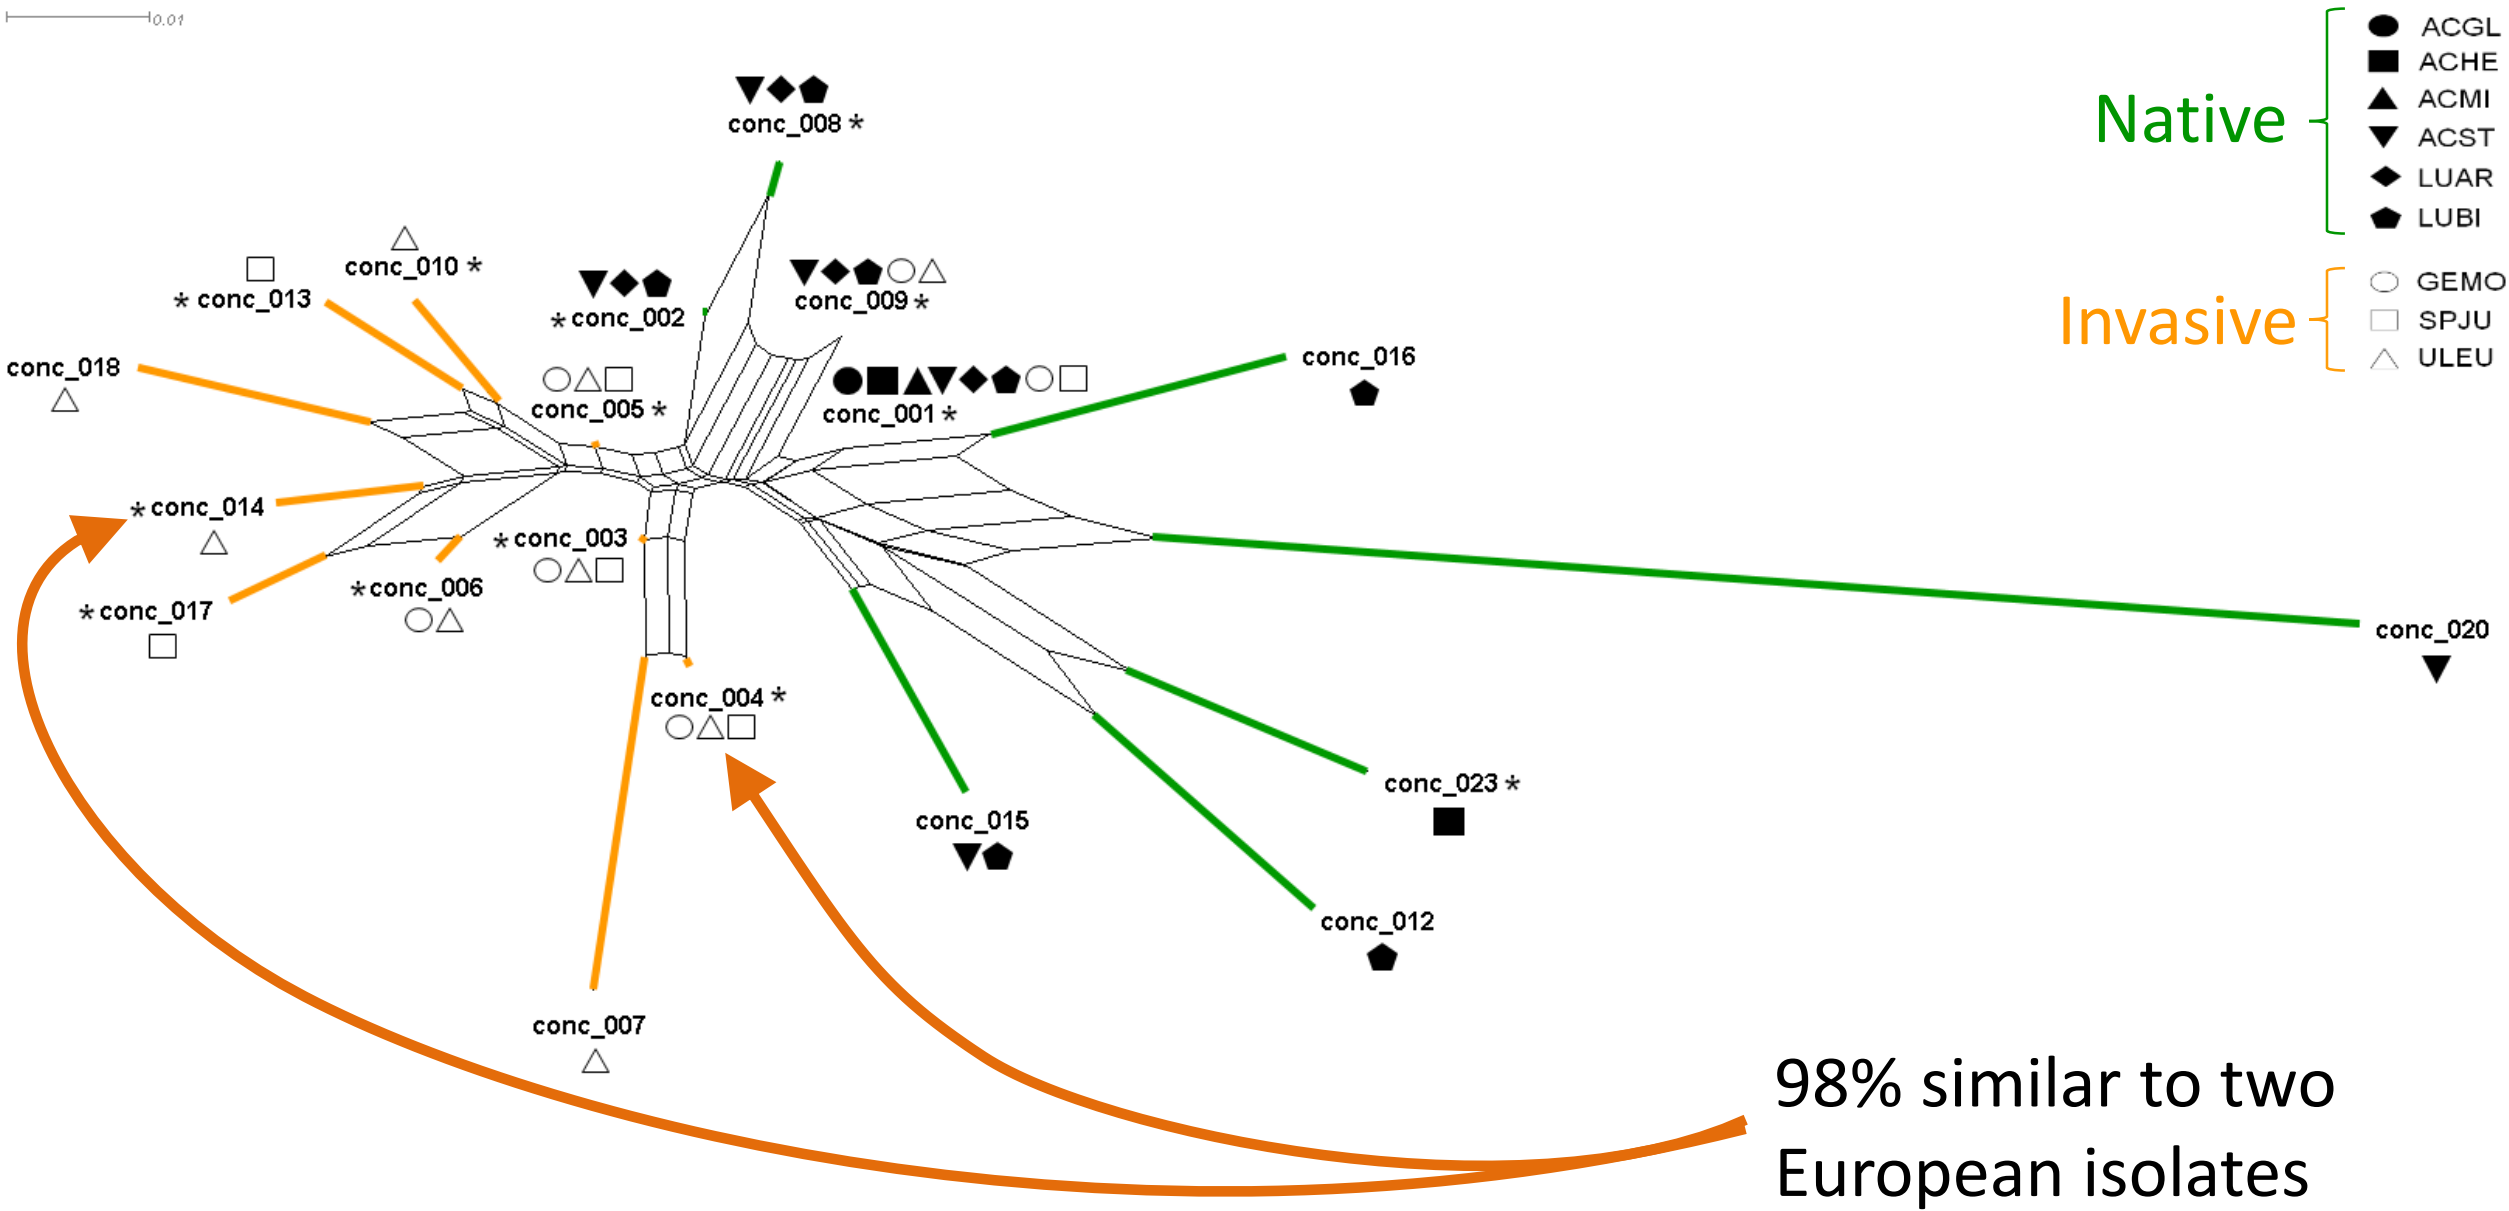 0.01
ACGL
ACHE
ACMI
ACST
LUAR
LUBI
Native
GEMO
SPJU
ULEU
Invasive
conc_008 *
conc_010 *
* conc_013
* conc_002
conc_009 *
conc_018
conc_005 *
conc_001 *
conc_016
* conc_014
* conc_003
* conc_006
* conc_017
conc_020
conc_004 *
conc_023 *
conc_015
conc_012
conc_007
98% similar to two
European isolates